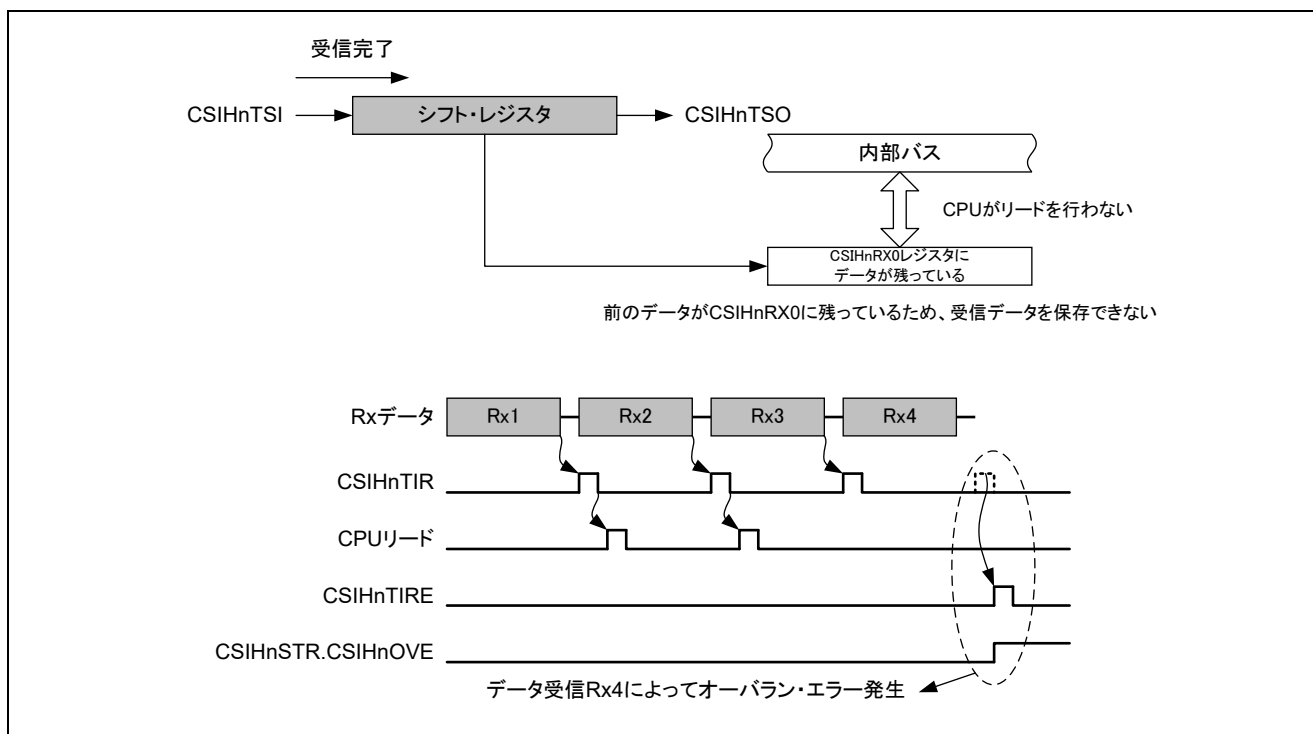 受信完了
CSIHnTSI
シフト・レジスタ
CSIHnTSO
内部バス
CPUがリードを行わない
CSIHnRX0レジスタに
データが残っている
前のデータがCSIHnRX0に残っているため、受信データを保存できない
Rxデータ
Rx1
Rx2
Rx3
Rx4
CSIHnTIR
CPUリード
CSIHnTIRE
CSIHnSTR.CSIHnOVE
データ受信Rx4によってオーバラン・エラー発生